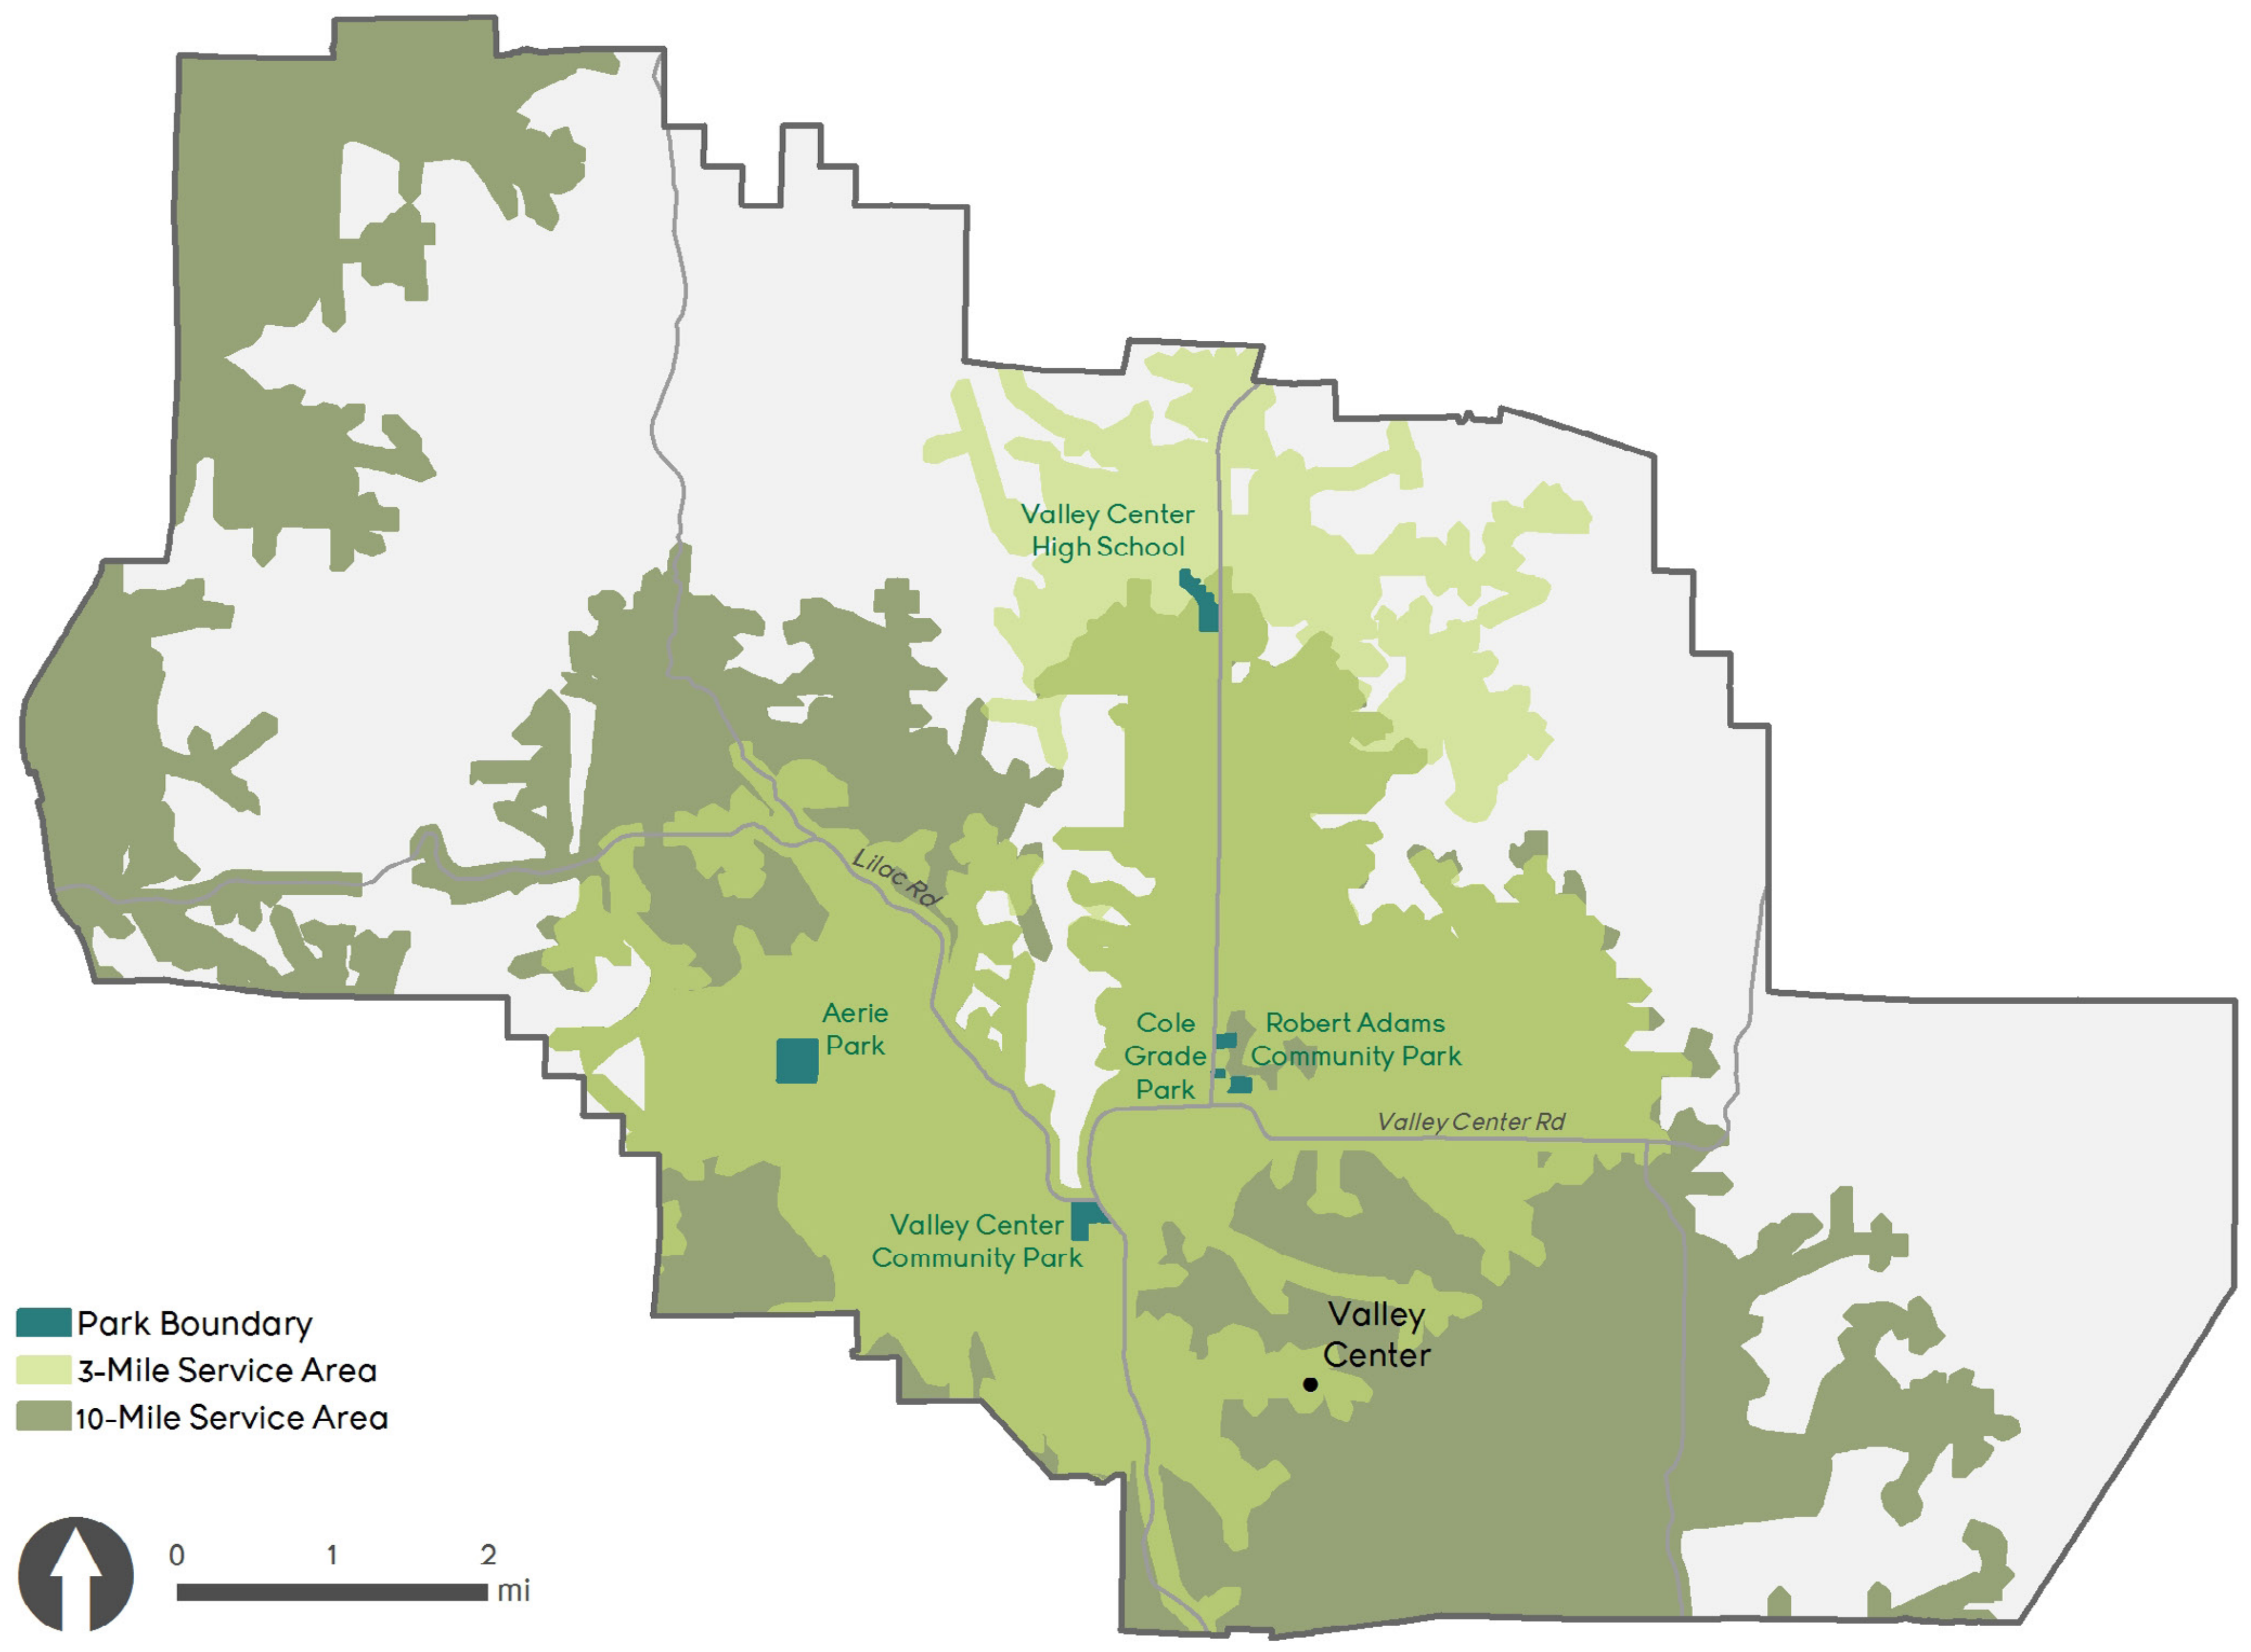 Valley Center
High School
Lilac Rd
Aerie
Park
Cole
Grade
Park
Robert Adams
Community Park
Valley Center Rd
Valley Center
Community Park
Valley
Center
Park Boundary
3-Mile Service Area
10-Mile Service Area
0 1 2
mi